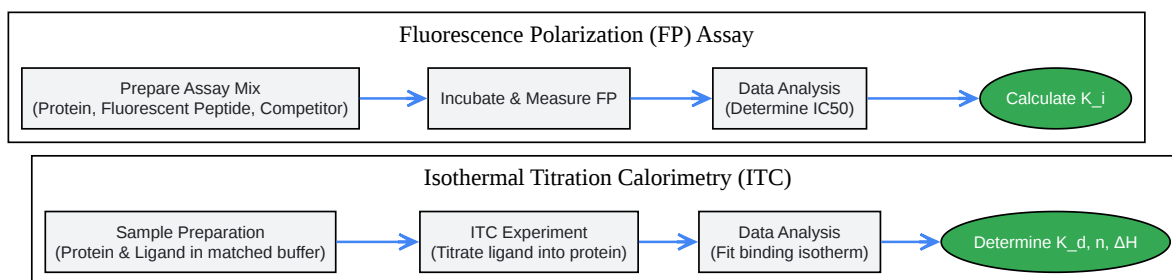 Fluorescence Polarization (FP) Assay
Prepare Assay Mix
(Protein, Fluorescent Peptide, Competitor)
Incubate & Measure FP
Data Analysis
(Determine IC50)
Calculate K_i
Isothermal Titration Calorimetry (ITC)
Sample Preparation
(Protein & Ligand in matched buffer)
ITC Experiment
(Titrate ligand into protein)
Data Analysis
(Fit binding isotherm)
Determine K_d, n, ΔH